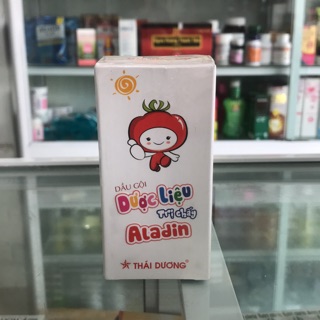 DẦU GỘI
Dược Liệu
Trị chấy
Aladin
THÁI DƯƠNG